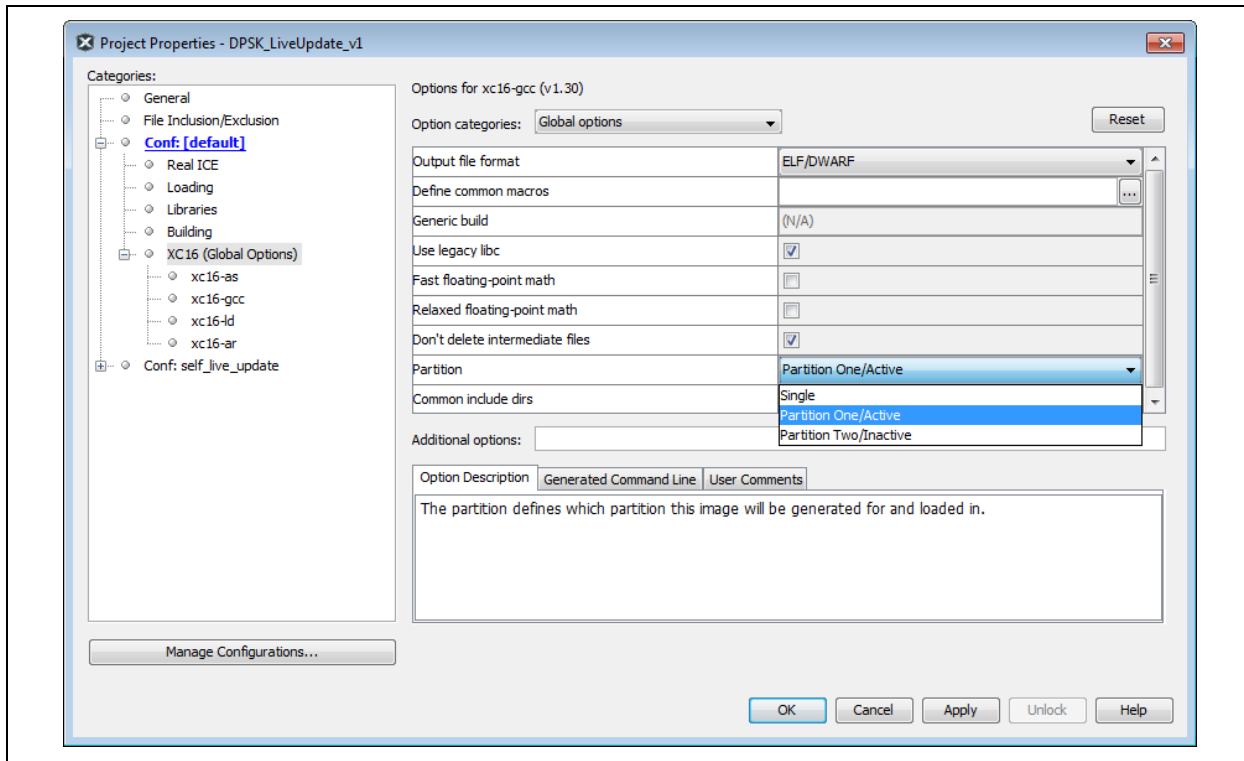 Project Properties - DPSK_LiveUpdate_v1
Categories:
General
File Inclusion/Exclusion
Conf: [default]
Real ICE
Loading
Libraries
Building
XC16 (Global Options)
xc16-as
xc16-gcc
xc16-ld
xc16-ar
Conf: self_live_update
Manage Configurations...
Options for xc16-gcc (v1.30)
Option categories: Global options Reset
Output file format ELF/DWARF
Define common macros ...
Generic build (N/A)
Use legacy libc
Fast floating-point math
Relaxed floating-point math
Don't delete intermediate files
Partition Partition One/Active
Common include dirs Single
Partition One/Active
Additional options: Partition Two/Inactive
Option Description Generated Command Line User Comments
The partition defines which partition this image will be generated for and loaded in.
OK Cancel Apply Unlock Help